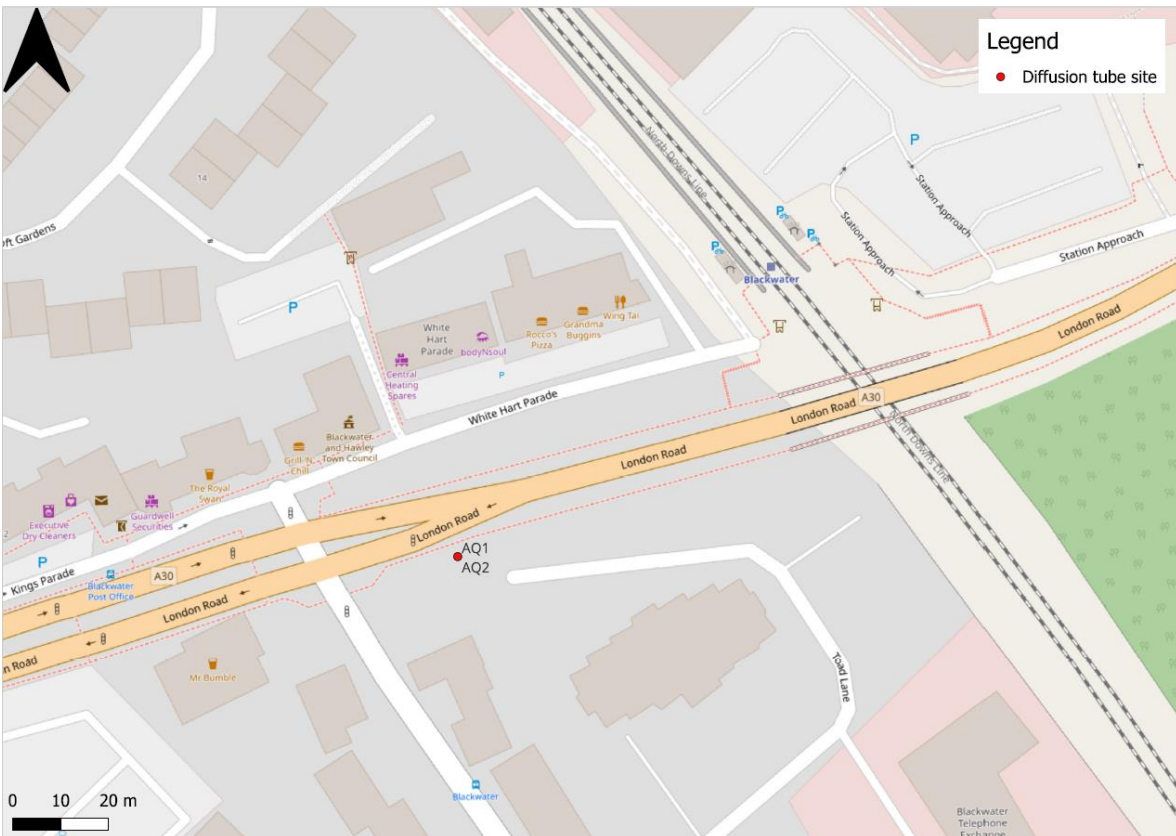 Legend
Diffusion tube site
P
North Downs Line
Station Approach
Station Approach
Station Approach
14
oft Gardens
P
P
P
P
Blackwater
London Road
White
Hart
Parade
bodyNsoul
Rocco's
Pizza
Grandma
Buggins
Wing Tai
Central
Heating
Spares
P
White Hart Parade
London Road
A30
North Downs Line
Blackwater
and Hawley
Town Council
Grill 'N'
Chill
London Road
The Royal
Swan
Guardwell
Securities
Executive
Dry Cleaners
2
P
Kings Parade
London Road
AQ1
AQ2
A30
Blackwater
Post Office
London Road
n Road
Mr Bumble
Toad Lane
Blackwater
0 10 20 m
P
Blackwater
Telephone
Exchange